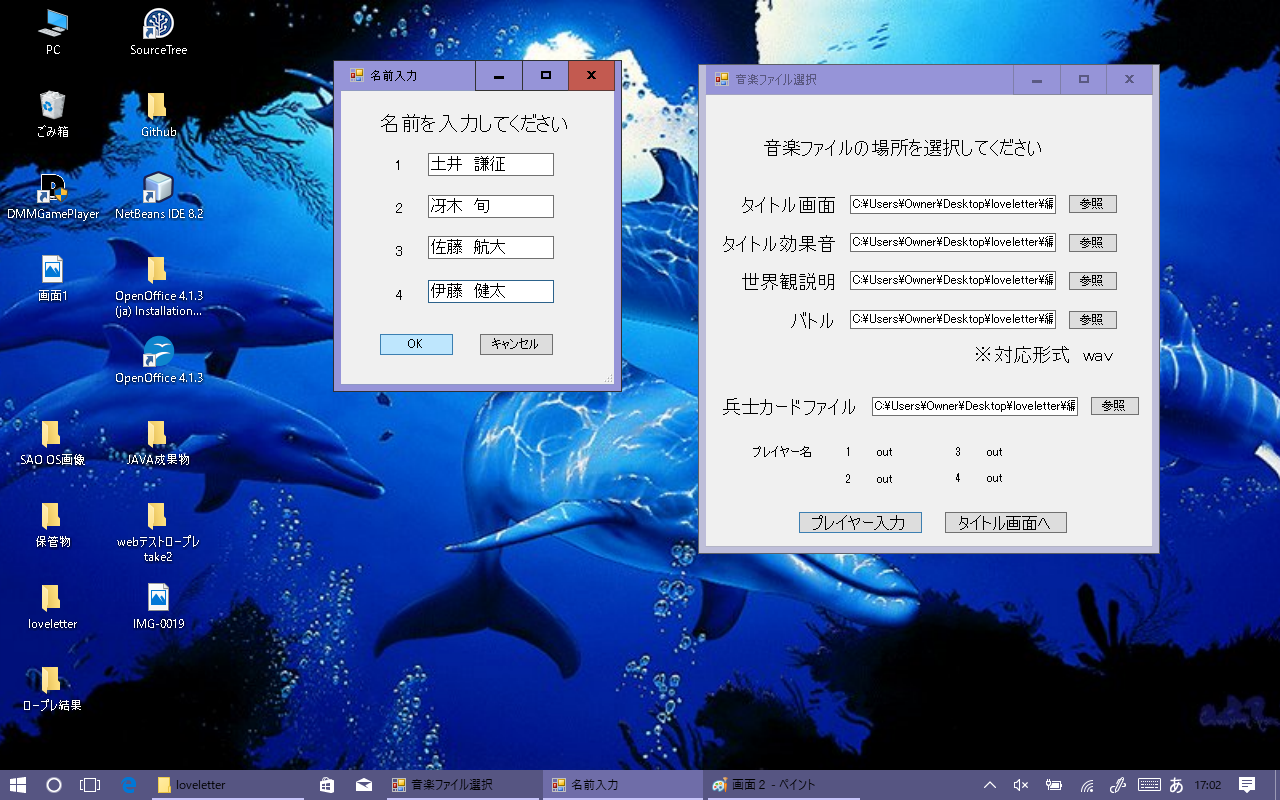 PC
SourceTree
ごみ箱
Github
DMMGamePlayer
NetBeans IDE 8.2
画面1
OpenOffice 4.1.3
(ja) Installation...
OpenOffice 4.1.3
SAO OS画像
JAVA成果物
保管物
webテストロープレ
take2
loveletter
IMG-0019
ロープレ結果
名前入力
名前を入力してください
1 土井 謙征
2 冴木 旬
3 佐藤 航大
4 伊藤 健太
OK キャンセル
音楽ファイル選択
音楽ファイルの場所を選択してください
タイトル画面 C:¥Users¥Owner¥Desktop¥loveletter¥編 参照
タイトル効果音 C:¥Users¥Owner¥Desktop¥loveletter¥編 参照
世界観説明 C:¥Users¥Owner¥Desktop¥loveletter¥編 参照
バトル C:¥Users¥Owner¥Desktop¥loveletter¥編 参照
※対応形式 wav
兵士カードファイル C:¥Users¥Owner¥Desktop¥loveletter¥編 参照
プレイヤー名 1 out 3 out
2 out 4 out
プレイヤー入力 タイトル画面へ
loveletter 音楽ファイル選択 名前入力 画面2 - ペイント あ 17:02